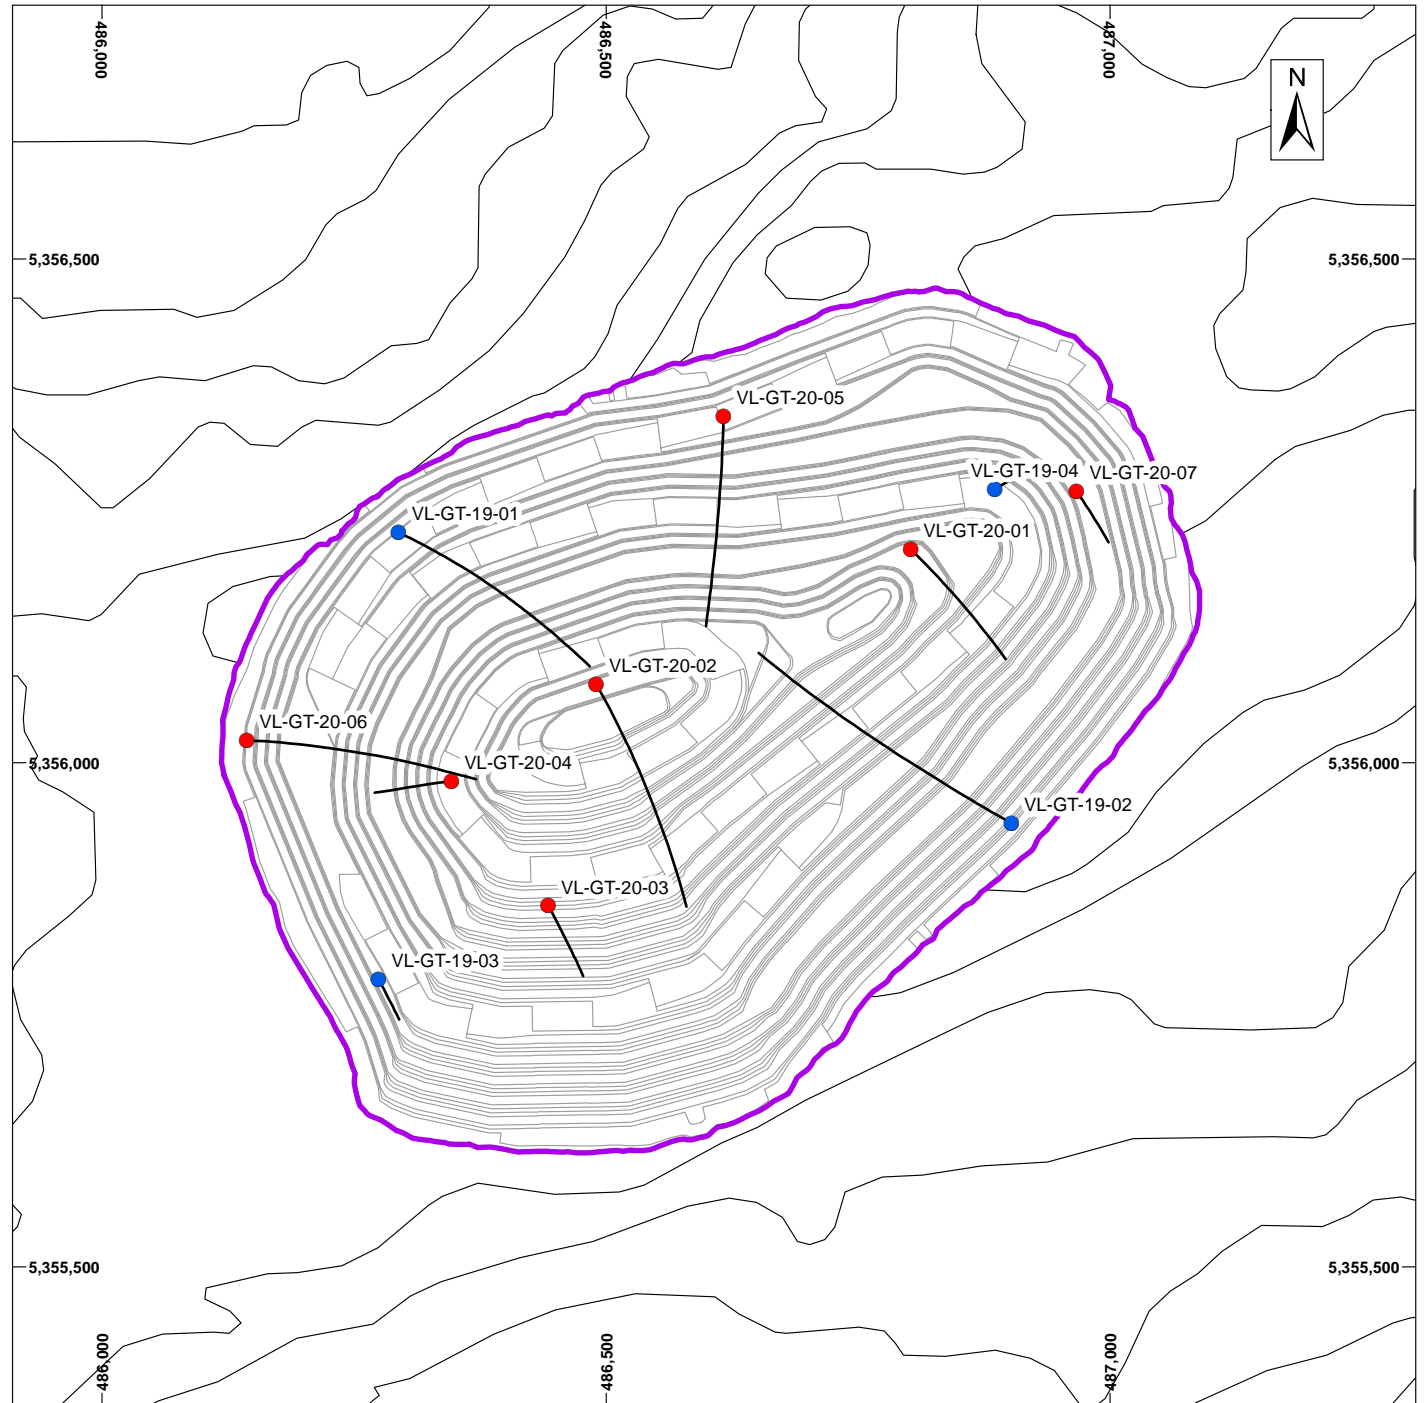 486,000
486,500
487,000
N
5,356,500
5,356,500
VL-GT-20-05
VL-GT-19-04
VL-GT-20-07
VL-GT-19-01
VL-GT-20-01
VL-GT-20-02
VL-GT-20-06
5,356,000
VL-GT-20-04
5,356,000
VL-GT-19-02
VL-GT-20-03
VL-GT-19-03
5,355,500
5,355,500
486,000
486,500
487,000